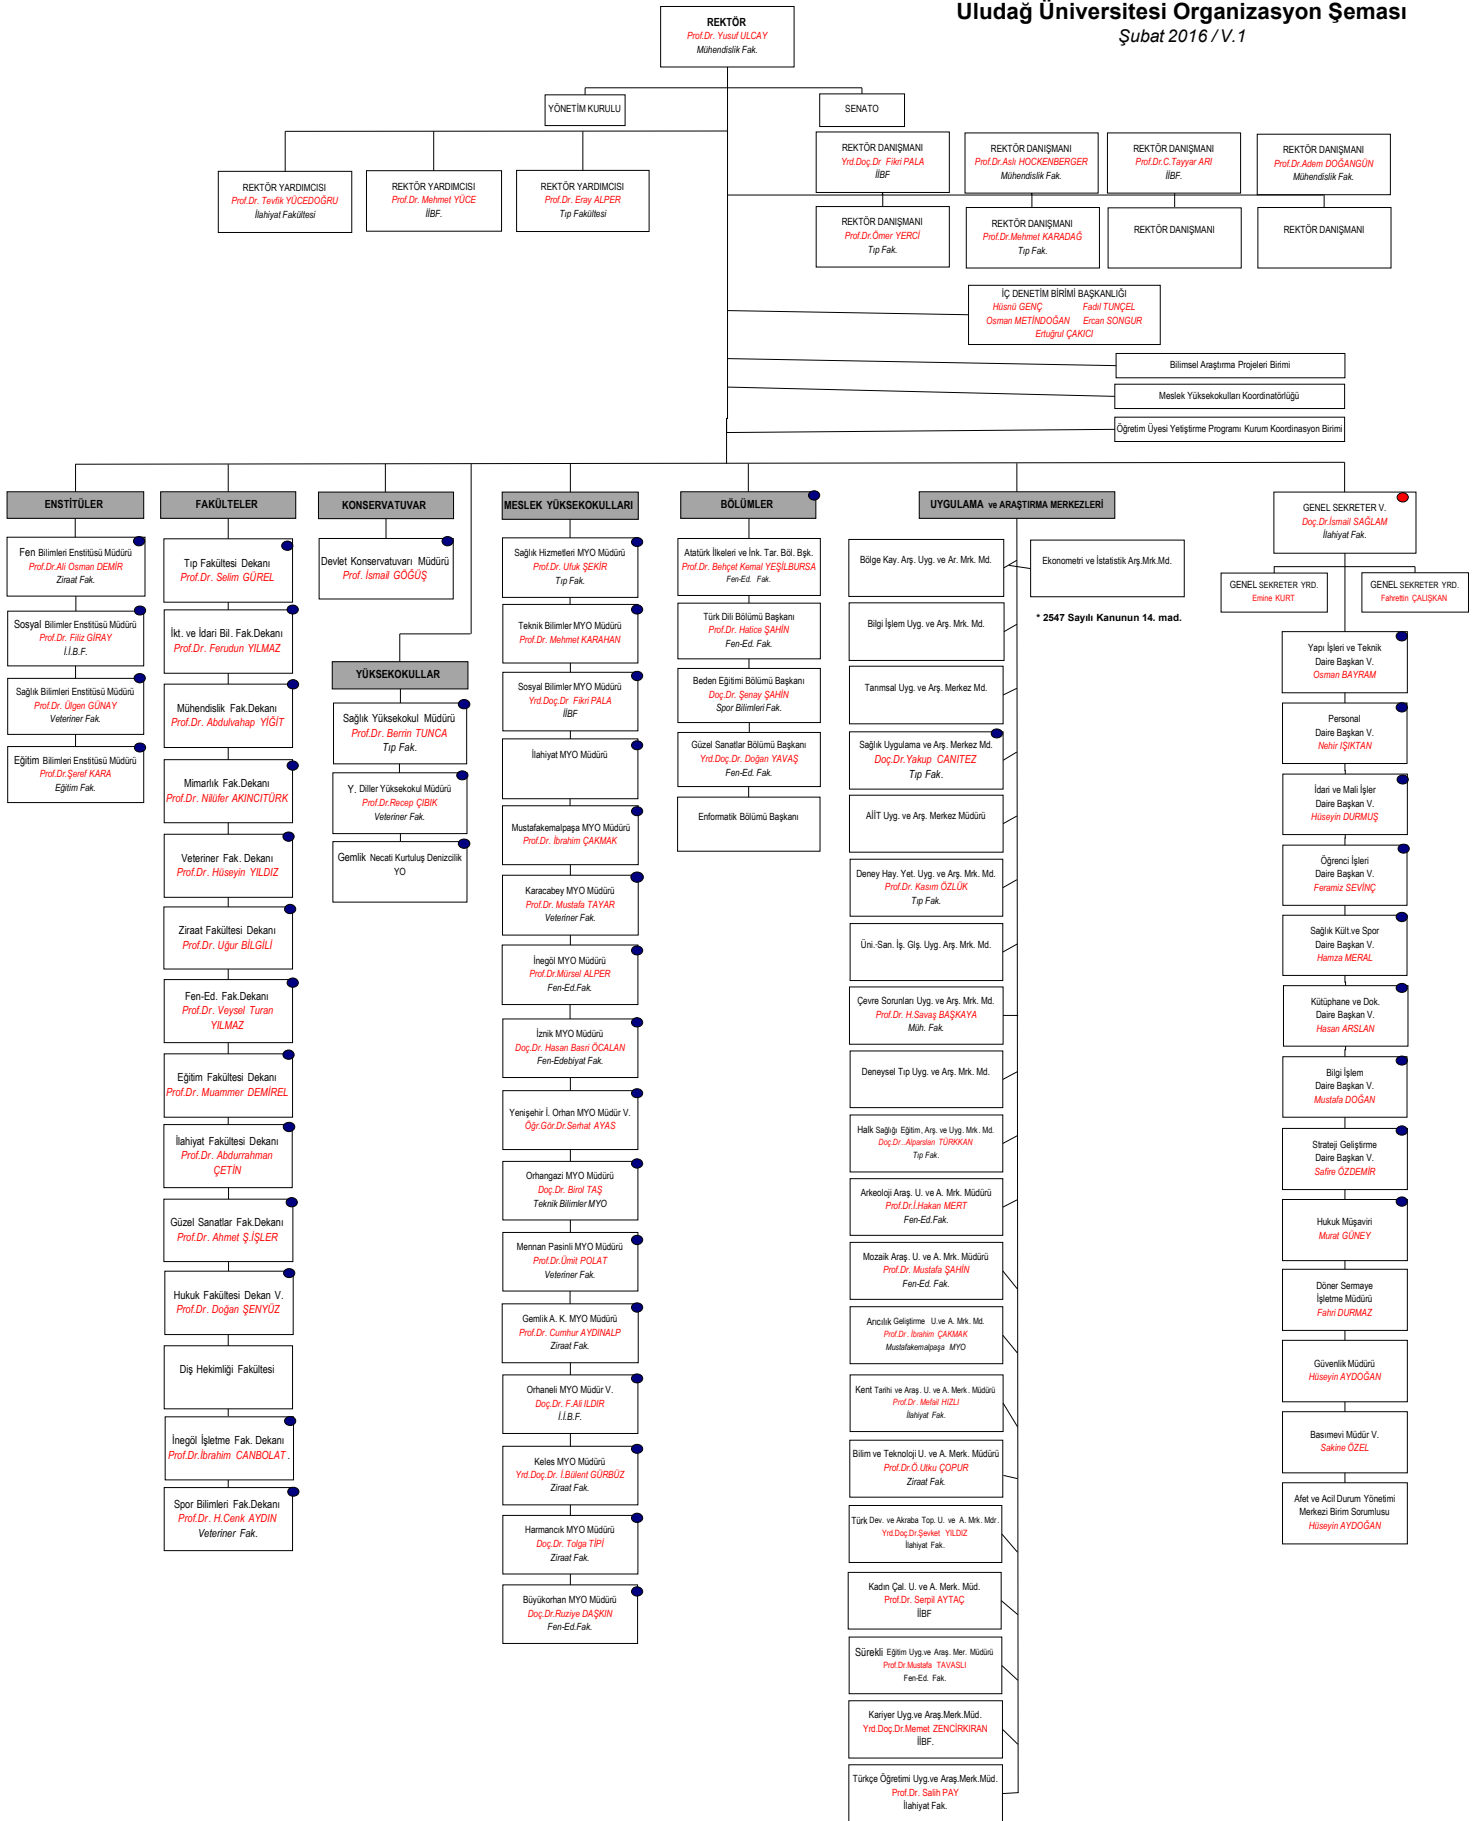 Uludağ Üniversitesi Organizasyon Şeması
Şubat 2016 / V.1
REKTÖR
Prof.Dr. Yusuf ULCAY
Mühendislik Fak.
YÖNETİM KURULU
SENATO
REKTÖR YARDIMCISI
Prof.Dr. Tevfik YÜCEDOĞRU
İlahiyat Fakültesi
REKTÖR YARDIMCISI
Prof.Dr. Mehmet YÜCE
İİBF.
REKTÖR YARDIMCISI
Prof.Dr. Eray ALPER
Tıp Fakültesi
REKTÖR DANIŞMANI
Yrd.Doç.Dr Fikri PALA
İİBF
REKTÖR DANIŞMANI
Prof.Dr.Aslı HOCKENBERGER
Mühendislik Fak.
REKTÖR DANIŞMANI
Prof.Dr.C.Tayyar ARI
İİBF.
REKTÖR DANIŞMANI
Prof.Dr.Adem DOĞANGÜN
Mühendislik Fak.
REKTÖR DANIŞMANI
Prof.Dr.Ömer YERCİ
Tıp Fak.
REKTÖR DANIŞMANI
Prof.Dr.Mehmet KARADAĞ
Tıp Fak.
REKTÖR DANIŞMANI
REKTÖR DANIŞMANI
İÇ DENETİM BİRİMİ BAŞKANLIĞI
Hüsnü GENÇ Fadıl TUNÇEL
Osman METİNDOĞAN Ercan SONGUR
Ertuğrul ÇAKICI
Bilimsel Araştırma Projeleri Birimi
Meslek Yüksekokulları Koordinatörlüğü
Öğretim Üyesi Yetiştirme Programı Kurum Koordinasyon Birimi
ENSTİTÜLER
Fen Bilimleri Enstitüsü Müdürü
Prof.Dr.Ali Osman DEMİR
Ziraat Fak.
Sosyal Bilimler Enstitüsü Müdürü
Prof.Dr. Filiz GİRAY
İ.İ.B.F.
Sağlık Bilimleri Enstitüsü Müdürü
Prof.Dr. Ülgen GÜNAY
Veteriner Fak.
Eğitim Bilimleri Enstitüsü Müdürü
Prof.Dr.Şeref KARA
Eğitim Fak.
FAKÜLTELER
Tıp Fakültesi Dekanı
Prof.Dr. Selim GÜREL
İkt. ve İdari Bil. Fak.Dekanı
Prof.Dr. Ferudun YILMAZ
Mühendislik Fak.Dekanı
Prof.Dr. Abdulvahap YİĞİT
Mimarlık Fak.Dekanı
Prof.Dr. Nilüfer AKINCITÜRK
Veteriner Fak. Dekanı
Prof.Dr. Hüseyin YILDIZ
Ziraat Fakültesi Dekanı
Prof.Dr. Uğur BİLGİLİ
Fen-Ed. Fak.Dekanı
Prof.Dr. Veysel Turan
YILMAZ
Eğitim Fakültesi Dekanı
Prof.Dr. Muammer DEMİREL
İlahiyat Fakültesi Dekanı
Prof.Dr. Abdurrahman
ÇETİN
Güzel Sanatlar Fak.Dekanı
Prof.Dr. Ahmet Ş.İŞLER
Hukuk Fakültesi Dekan V.
Prof.Dr. Doğan ŞENYÜZ
Diş Hekimliği Fakültesi
İnegöl İşletme Fak. Dekanı
Prof.Dr.İbrahim CANBOLAT .
Spor Bilimleri Fak.Dekanı
Prof.Dr. H.Cenk AYDIN
Veteriner Fak.
KONSERVATUVAR
Devlet Konservatuvarı Müdürü
Prof. İsmail GÖĞÜŞ
YÜKSEKOKULLAR
Sağlık Yüksekokul Müdürü
Prof.Dr. Berrin TUNCA
Tıp Fak.
Y. Diller Yüksekokul Müdürü
Prof.Dr.Recep ÇIBIK
Veteriner Fak.
Gemlik Necati Kurtuluş Denizcilik
YO
MESLEK YÜKSEKOKULLARI
Sağlık Hizmetleri MYO Müdürü
Prof.Dr. Ufuk ŞEKİR
Tıp Fak.
Teknik Bilimler MYO Müdürü
Prof.Dr. Mehmet KARAHAN
Sosyal Bilimler MYO Müdürü
Yrd.Doç.Dr Fikri PALA
İİBF
İlahiyat MYO Müdürü
Mustafakemalpaşa MYO Müdürü
Prof.Dr. İbrahim ÇAKMAK
Karacabey MYO Müdürü
Prof.Dr. Mustafa TAYAR
Veteriner Fak.
İnegöl MYO Müdürü
Prof.Dr.Mürsel ALPER
Fen-Ed.Fak.
İznik MYO Müdürü
Doç.Dr. Hasan Basri ÖCALAN
Fen-Edebiyat Fak.
Yenişehir İ. Orhan MYO Müdür V.
Öğr.Gör.Dr.Serhat AYAS
Orhangazi MYO Müdürü
Doç.Dr. Birol TAŞ
Teknik Bilimler MYO
Mennan Pasinli MYO Müdürü
Prof.Dr.Ümit POLAT
Veteriner Fak.
Gemlik A. K. MYO Müdürü
Prof.Dr. Cumhur AYDINALP
Ziraat Fak.
Orhaneli MYO Müdür V.
Doç.Dr. F.Ali ILDIR
İ.İ.B.F.
Keles MYO Müdürü
Yrd.Doç.Dr. İ.Bülent GÜRBÜZ
Ziraat Fak.
Harmancık MYO Müdürü
Doç.Dr. Tolga TİPİ
Ziraat Fak.
Büyükorhan MYO Müdürü
Doç.Dr.Ruziye DAŞKIN
Fen-Ed.Fak.
BÖLÜMLER
Atatürk İlkeleri ve İnk. Tar. Böl. Bşk.
Prof.Dr. Behçet Kemal YEŞİLBURSA
Fen-Ed. Fak.
Türk Dili Bölümü Başkanı
Prof.Dr. Hatice ŞAHİN
Fen-Ed. Fak.
Beden Eğitimi Bölümü Başkanı
Doç.Dr. Şenay ŞAHİN
Spor Bilimleri Fak.
Güzel Sanatlar Bölümü Başkanı
Yrd.Doç.Dr. Doğan YAVAŞ
Fen-Ed. Fak.
Enformatik Bölümü Başkanı
UYGULAMA ve ARAŞTIRMA MERKEZLERİ
Bölge Kay. Arş. Uyg. ve Ar. Mrk. Md.
Ekonometri ve İstatistik Arş.Mrk.Md.
* 2547 Sayılı Kanunun 14. mad.
Bilgi İşlem Uyg. ve Arş. Mrk. Md.
Tarımsal Uyg. ve Arş. Merkez Md.
Sağlık Uygulama ve Arş. Merkez Md.
Doç.Dr.Yakup CANITEZ
Tıp Fak.
AİİT Uyg. ve Arş. Merkez Müdürü
Deney Hay. Yet. Uyg. ve Arş. Mrk. Md.
Prof.Dr. Kasım ÖZLÜK
Tıp Fak.
Üni.-San. İş. Glş. Uyg. Arş. Mrk. Md.
Çevre Sorunları Uyg. ve Arş. Mrk. Md.
Prof.Dr. H.Savaş BAŞKAYA
Müh. Fak.
Deneysel Tıp Uyg. ve Arş. Mrk. Md.
Halk Sağlığı Eğitim, Arş. ve Uyg. Mrk. Md.
Doç.Dr..Alparslan TÜRKKAN
Tıp Fak.
Arkeoloji Araş. U. ve A. Mrk. Müdürü
Prof.Dr.İ.Hakan MERT
Fen-Ed.Fak.
Mozaik Araş. U. ve A. Mrk. Müdürü
Prof.Dr. Mustafa ŞAHİN
Fen-Ed. Fak.
Arıcılık Geliştirme U.ve A. Mrk. Md.
Prof.Dr. İbrahim ÇAKMAK
Mustafakemalpaşa MYO
Kent Tarihi ve Araş. U. ve A. Merk. Müdürü
Prof.Dr. Mefail HIZLI
İlahiyat Fak.
Bilim ve Teknoloji U. ve A. Merk. Müdürü
Prof.Dr.Ö.Utku ÇOPUR
Ziraat Fak.
Türk Dev. ve Akraba Top. U. ve A. Mrk. Mdr.
Yrd.Doç.Dr.Şevket YILDIZ
İlahiyat Fak.
Kadın Çal. U. ve A. Merk. Müd.
Prof.Dr. Serpil AYTAÇ
İİBF
Sürekli Eğitim Uyg.ve Araş. Mer. Müdürü
Prof.Dr.Mustafa TAVASLI
Fen-Ed. Fak.
Kariyer Uyg.ve Araş.Merk.Müd.
Yrd.Doç.Dr.Memet ZENCİRKIRAN
İİBF.
Türkçe Öğretimi Uyg.ve Araş.Merk.Müd.
Prof.Dr. Salih PAY
İlahiyat Fak.
GENEL SEKRETER V.
Doç.Dr.İsmail SAĞLAM
İlahiyat Fak.
GENEL SEKRETER YRD.
Emine KURT
GENEL SEKRETER YRD.
Fahrettin ÇALIŞKAN
Yapı İşleri ve Teknik
Daire Başkan V.
Osman BAYRAM
Personal
Daire Başkan V.
Nehir IŞIKTAN
İdari ve Mali İşler
Daire Başkan V.
Hüseyin DURMUŞ
Öğrenci İşleri
Daire Başkan V.
Feramiz SEVİNÇ
Sağlık Kült.ve Spor
Daire Başkan V.
Hamza MERAL
Kütüphane ve Dok.
Daire Başkan V.
Hasan ARSLAN
Bilgi İşlem
Daire Başkan V.
Mustafa DOĞAN
Strateji Geliştirme
Daire Başkan V.
Safire ÖZDEMİR
Hukuk Müşaviri
Murat GÜNEY
Döner Sermaye
İşletme Müdürü
Fahri DURMAZ
Güvenlik Müdürü
Hüseyin AYDOĞAN
Basımevi Müdür V.
Sakine ÖZEL
Afet ve Acil Durum Yönetimi
Merkezi Birim Sorumlusu
Hüseyin AYDOĞAN